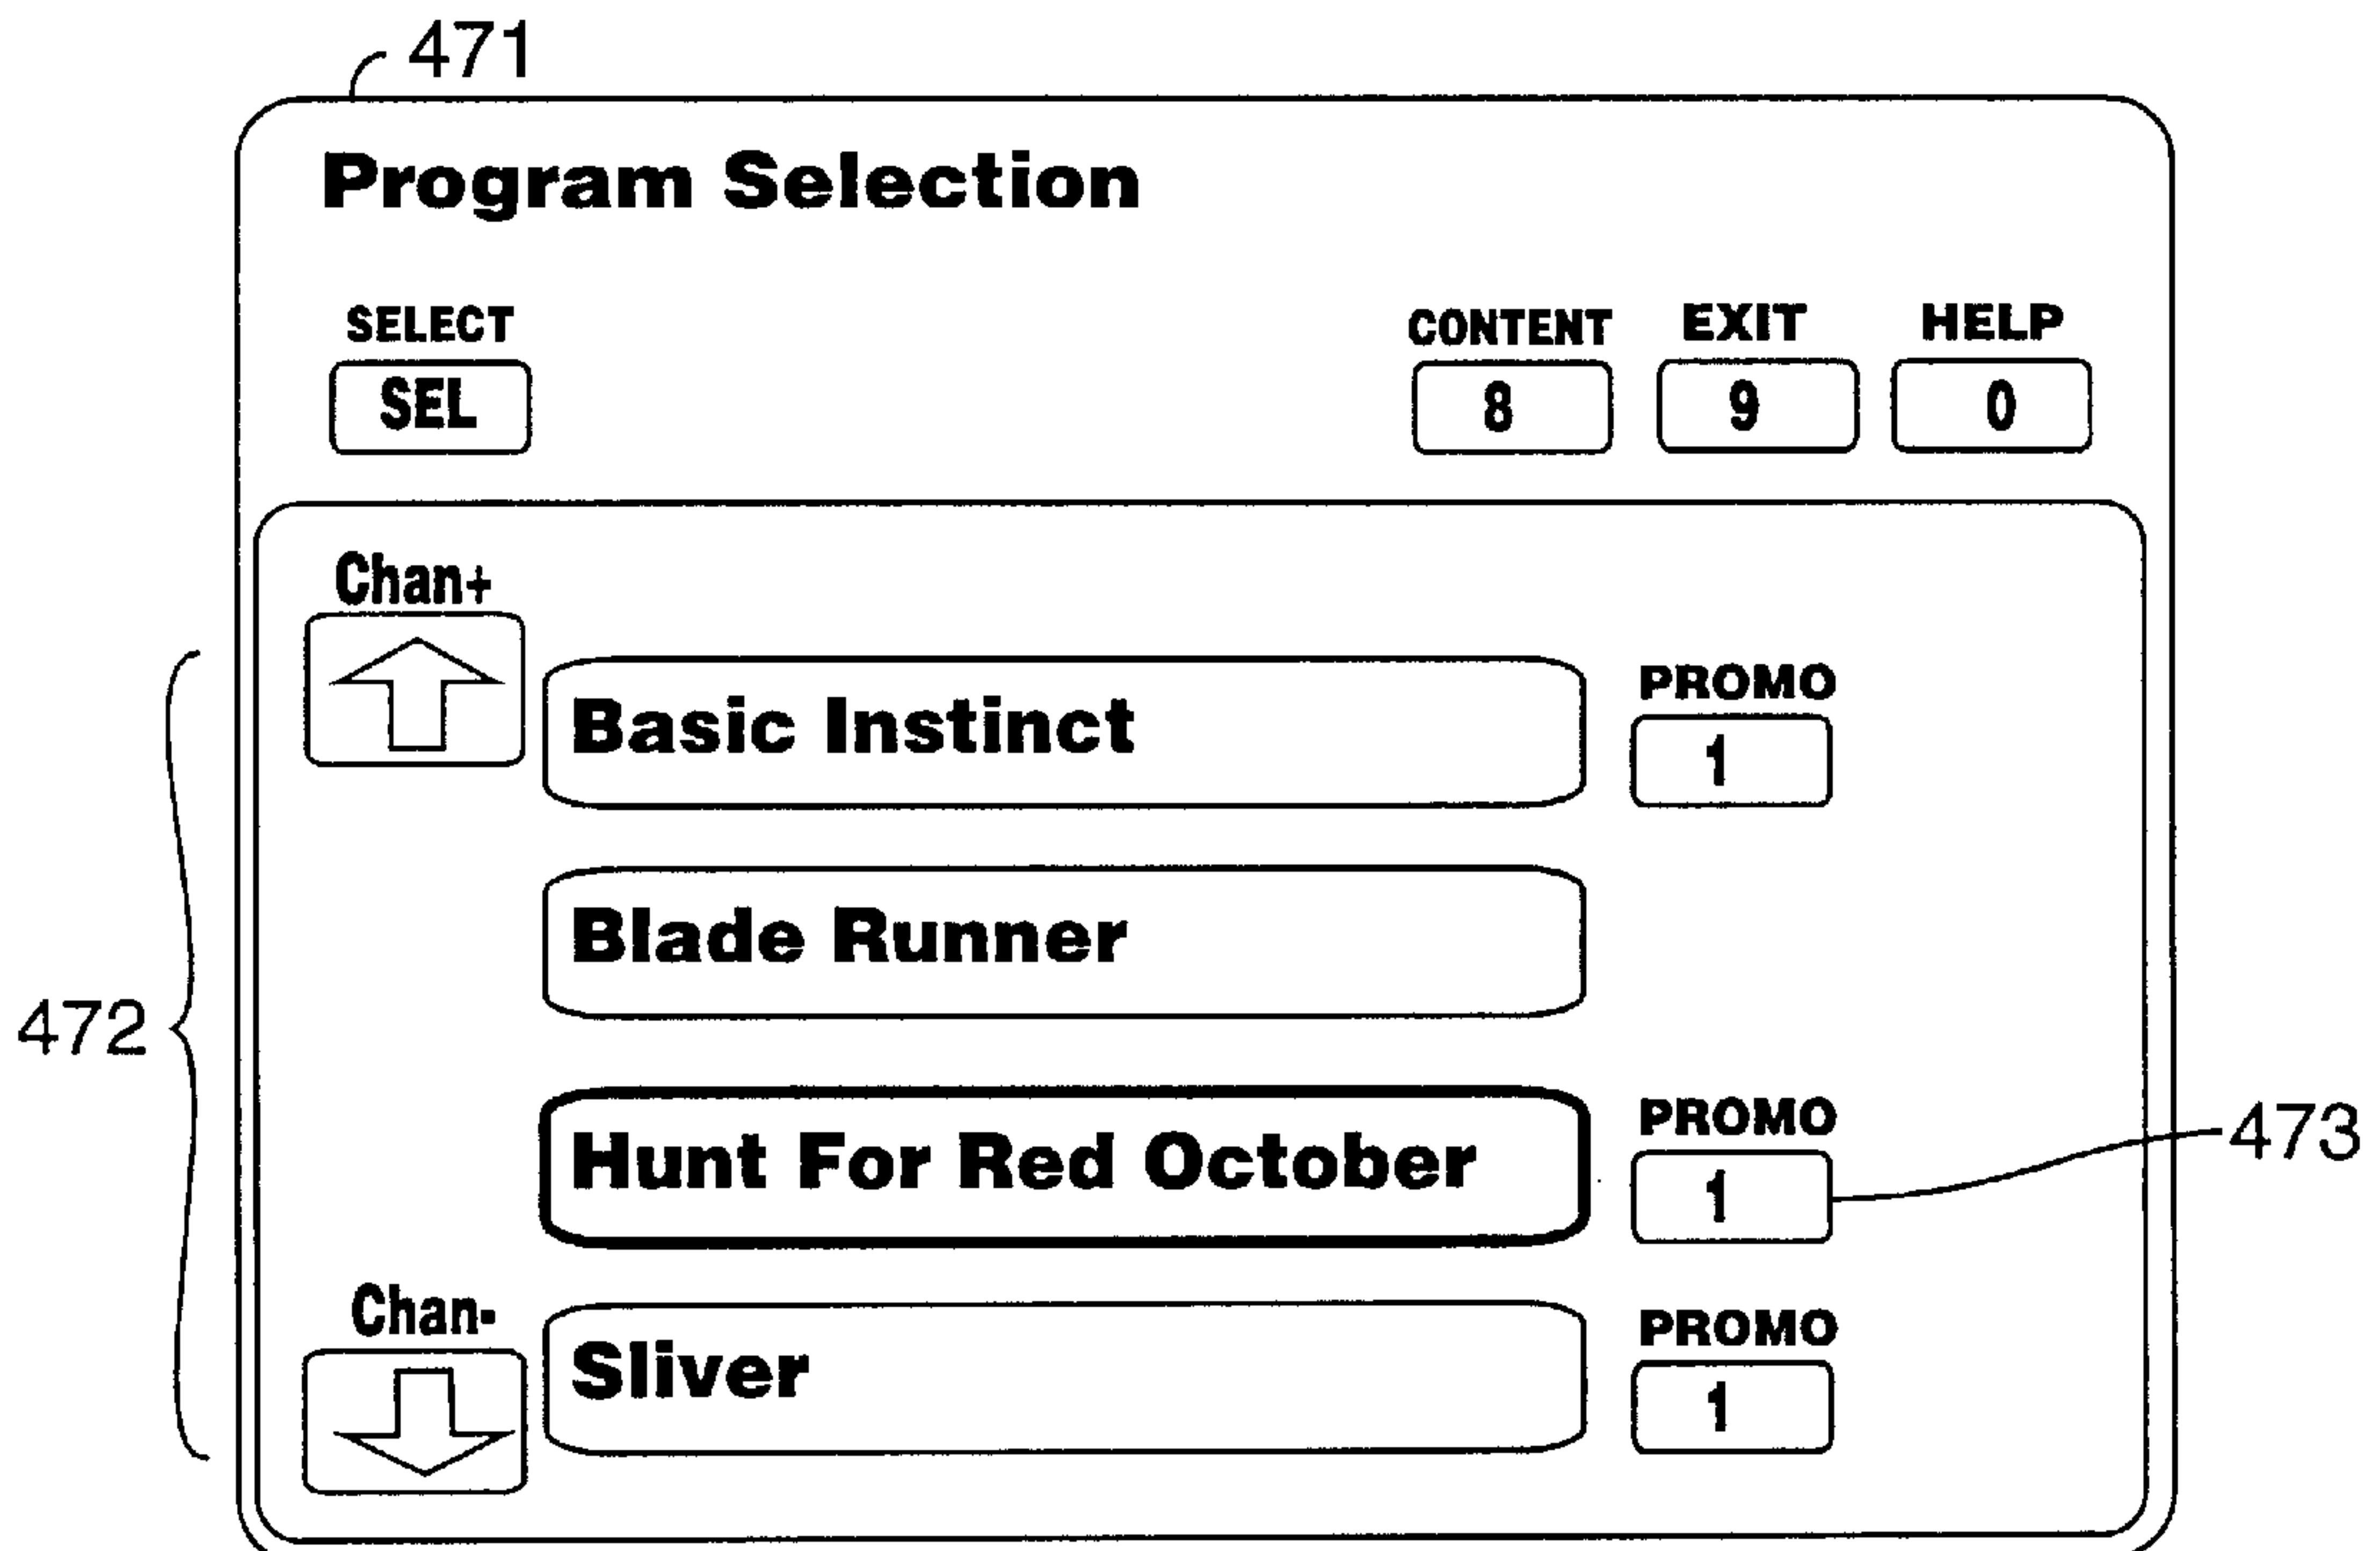 471
Program Selection
SELECT CONTENT EXIT HELP
SEL 8 9 0
Chan+
Basic Instinct PROMO
1
Blade Runner
472
Hunt For Red October PROMO
1 473
Chan-
Sliver PROMO
1